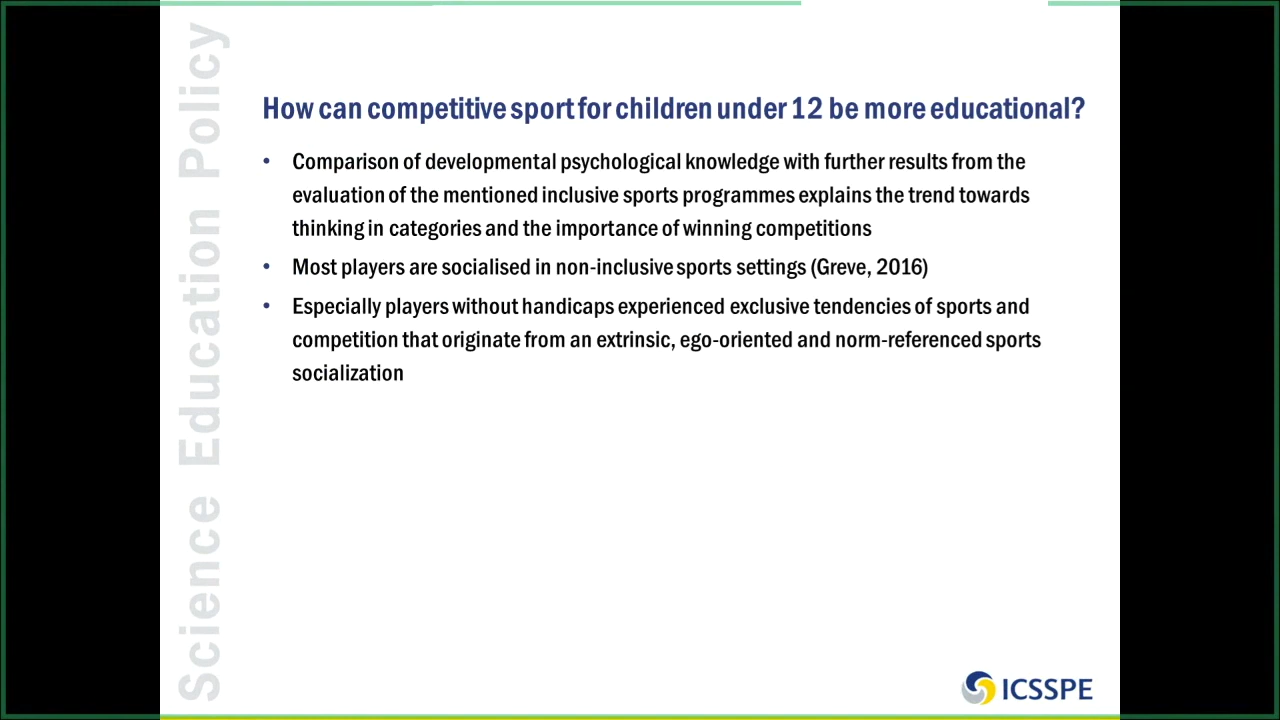 Science Education Policy
How can competitive sport for children under 12 be more educational?
• Comparison of developmental psychological knowledge with further results from the
evaluation of the mentioned inclusive sports programmes explains the trend towards
thinking in categories and the importance of winning competitions
• Most players are socialised in non-inclusive sports settings (Greve, 2016)
• Especially players without handicaps experienced exclusive tendencies of sports and
competition that originate from an extrinsic, ego-oriented and norm-referenced sports
socialization
ICSSPE